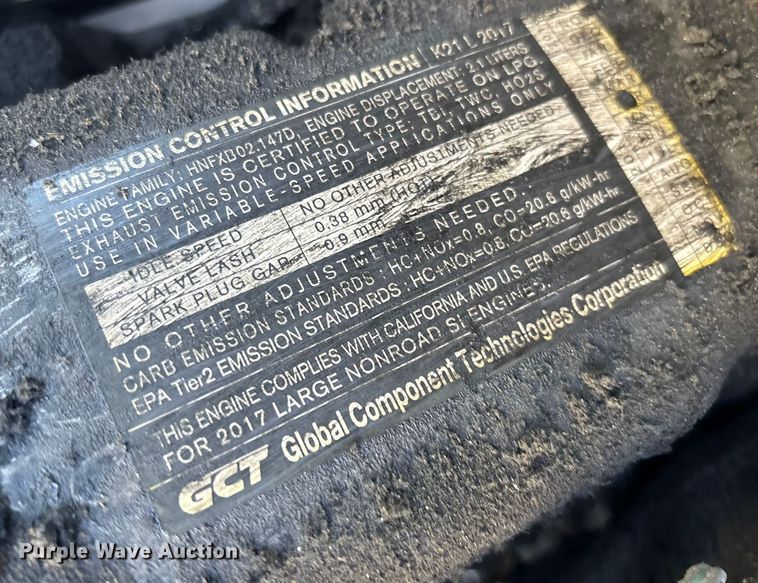 EMISSION CONTROL INFORMATION K21 L 2017
ENGINE FAMILY: HNFXB02.147D, ENGINE DISPLACEMENT: 2.1 LITERS
THIS ENGINE IS CERTIFIED TO OPERATE ON LPG.
EXHAUST EMISSION CONTROL TYPE: TBI, TWC, HO2S
USE IN VARIABLE-SPEED APPLICATIONS ONLY
IDLE SPEED NO OTHER ADJUSTMENTS NEEDED
VALVE LASH 0.38 mm (HOT)
SPARK PLUG GAP 0.9 mm
NO OTHER ADJUSTMENTS NEEDED.
CARB EMISSION STANDARDS : HC+NOx=0.8, CO=20.6 g/kW-hr
EPA Tier2 EMISSION STANDARDS : HC+NOx=0.8, CO=20.6 g/kW-hr
THIS ENGINE COMPLIES WITH CALIFORNIA AND U.S. EPA REGULATIONS
FOR 2017 LARGE NONROAD SI ENGINES.
GCT Global Component Technologies Corporation
Purple Wave Auction